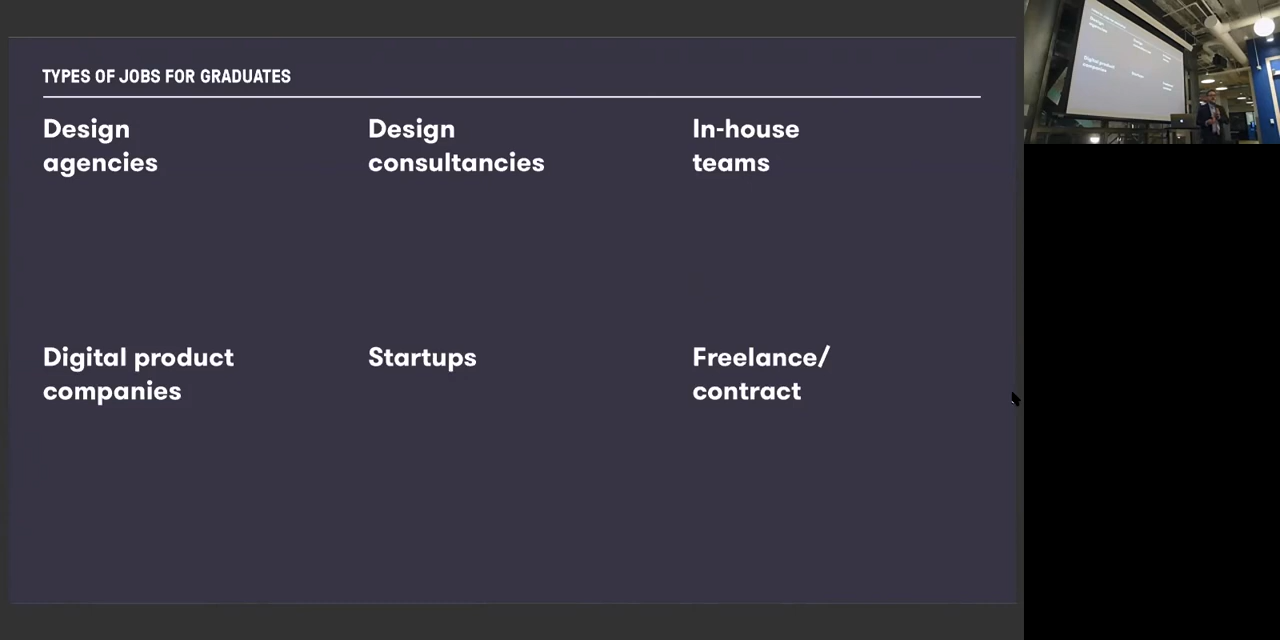 TYPES OF JOBS FOR GRADUATES
Design
agencies
Design
consultancies
In-house
teams
Digital product
companies
Startups
Freelance/
contract